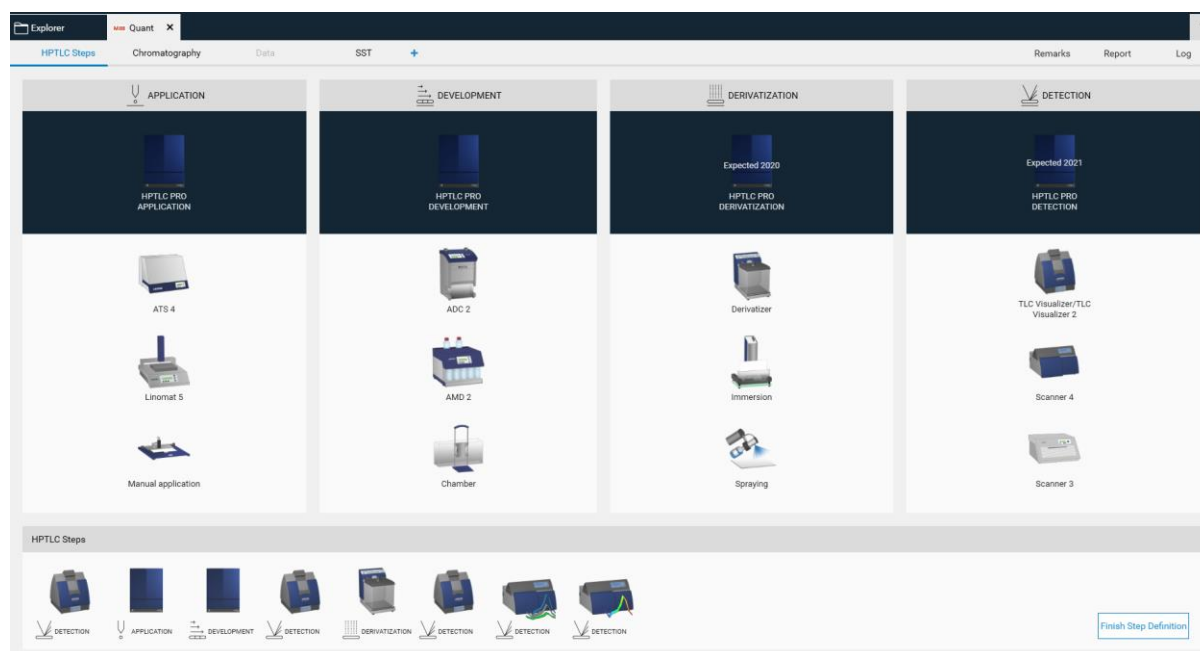 Explorer
Quant
HPTLC Steps Chromatography Data SST + Remarks Report Log
APPLICATION DEVELOPMENT DERIVATIZATION DETECTION
Expected 2020 Expected 2021
HPTLC PRO HPTLC PRO HPTLC PRO HPTLC PRO
APPLICATION DEVELOPMENT DERIVATIZATION DETECTION
ATS 4 ADC 2 Derivatizer TLC Visualizer/TLC
Visualizer 2
Linomat 5 AMD 2 Immersion Scanner 4
Manual application Chamber Spraying Scanner 3
HPTLC Steps
DETECTION APPLICATION DEVELOPMENT DETECTION DERIVATIZATION DETECTION DETECTION DETECTION
Finish Step Definition